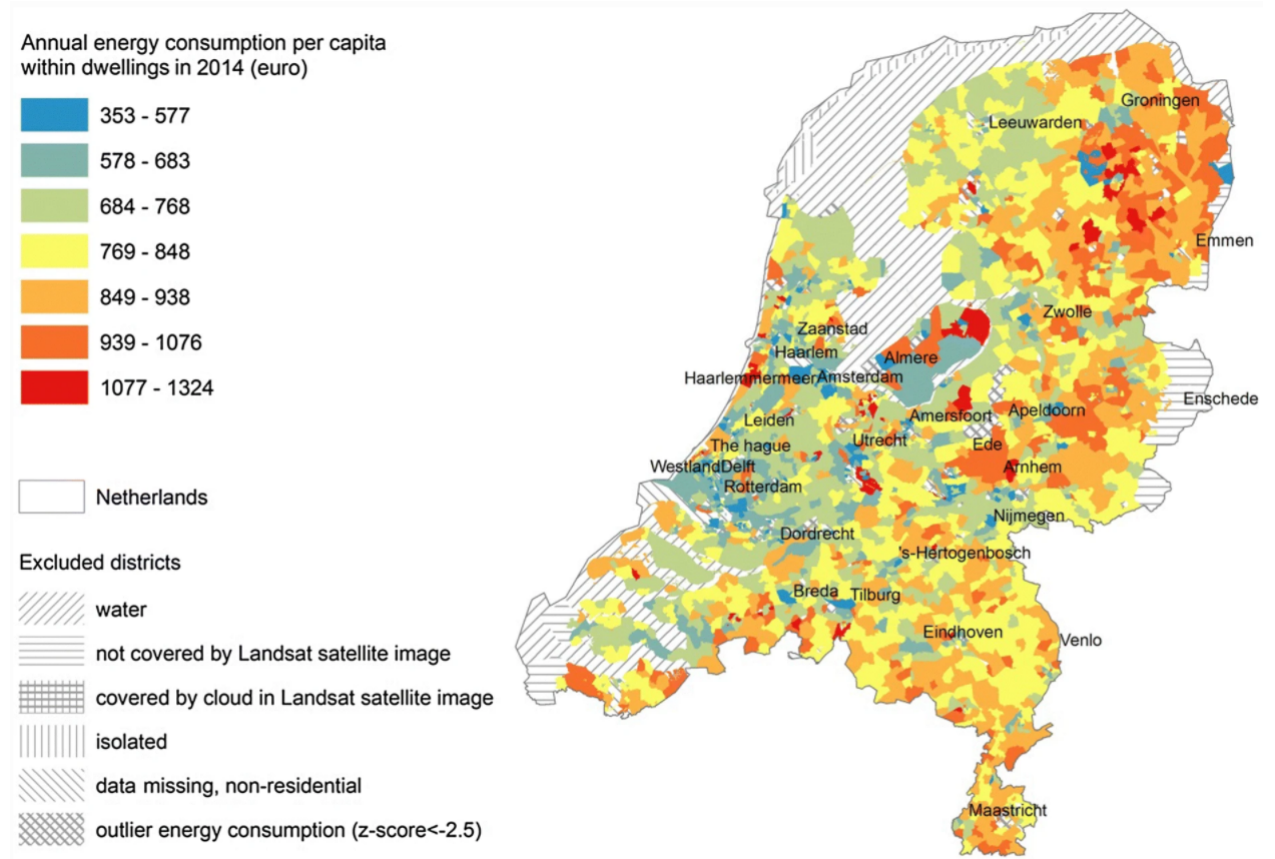 Annual energy consumption per capita
within dwellings in 2014 (euro)
353 - 577
578 - 683
684 - 768
769 - 848
849 - 938
939 - 1076
1077 - 1324
Netherlands
Excluded districts
water
not covered by Landsat satellite image
covered by cloud in Landsat satellite image
isolated
data missing, non-residential
outlier energy consumption (z-score<-2.5)
Groningen
Leeuwarden
Emmen
Zwolle
Zaanstad
Haarlem
Almere
Haarlemmermeer
Amsterdam
Enschede
Amersfoort
Apeldoorn
Leiden
Utrecht
The hague
Ede
Westland
Delft
Arnhem
Rotterdam
Nijmegen
Dordrecht
's-Hertogenbosch
Breda
Tilburg
Eindhoven
Venlo
Maastricht